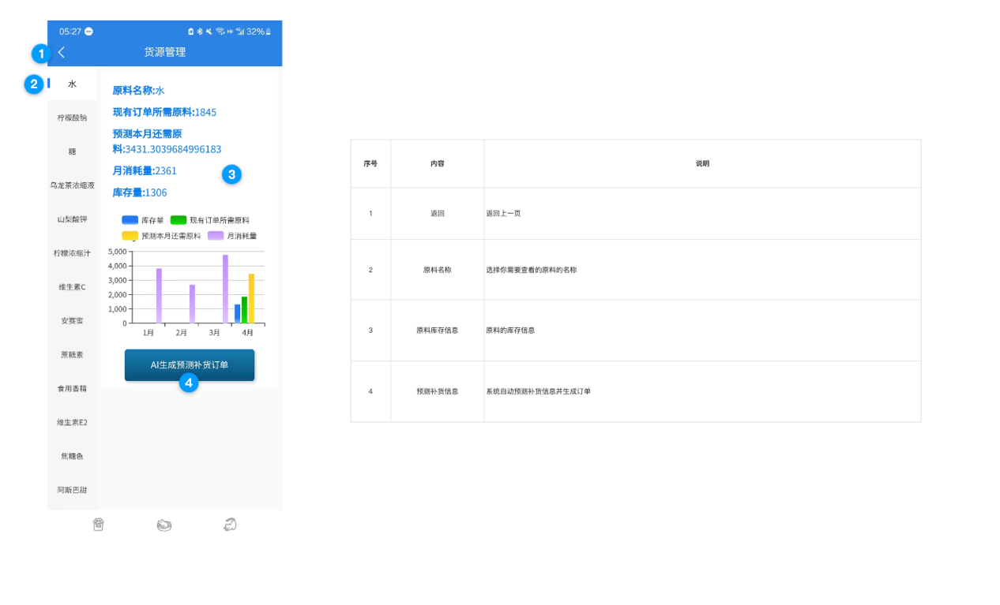 05:27
HD
32%
1
货源管理
2
水
柠檬酸钠
糖
乌龙茶浓缩液
山梨酸钾
柠檬浓缩汁
维生素C
安赛蜜
蔗糖素
食用香精
维生素E2
焦糖色
阿斯巴甜
原料名称:水
现有订单所需原料:1845
预测本月还需原
料:3431.3039684996183
月消耗量:2361
3
库存量:1306
库存量 现有订单所需原料
预测本月还需原料 月消耗量
5,000
4,000
3,000
2,000
1,000
0
1月 2月 3月 4月
AI生成预测补货订单
4
序号 内容 说明
1 返回 返回上一页
2 原料名称 选择你需要查看的原料的名称
3 原料库存信息 原料的库存信息
4 预测补货信息 系统自动预测补货信息并生成订单